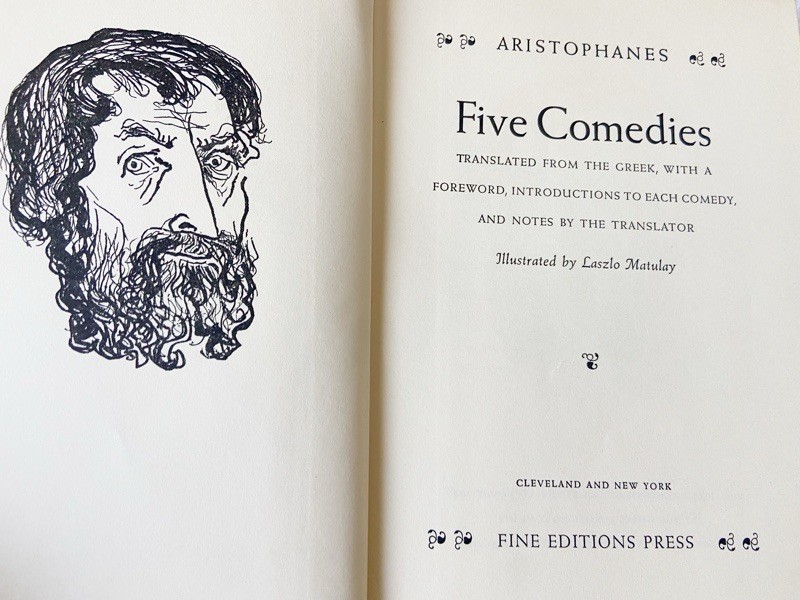 ARISTOPHANES
Five Comedies
TRANSLATED FROM THE GREEK, WITH A
FOREWORD, INTRODUCTIONS TO EACH COMEDY,
AND NOTES BY THE TRANSLATOR
Illustrated by Laszlo Matulay
CLEVELAND AND NEW YORK
FINE EDITIONS PRESS